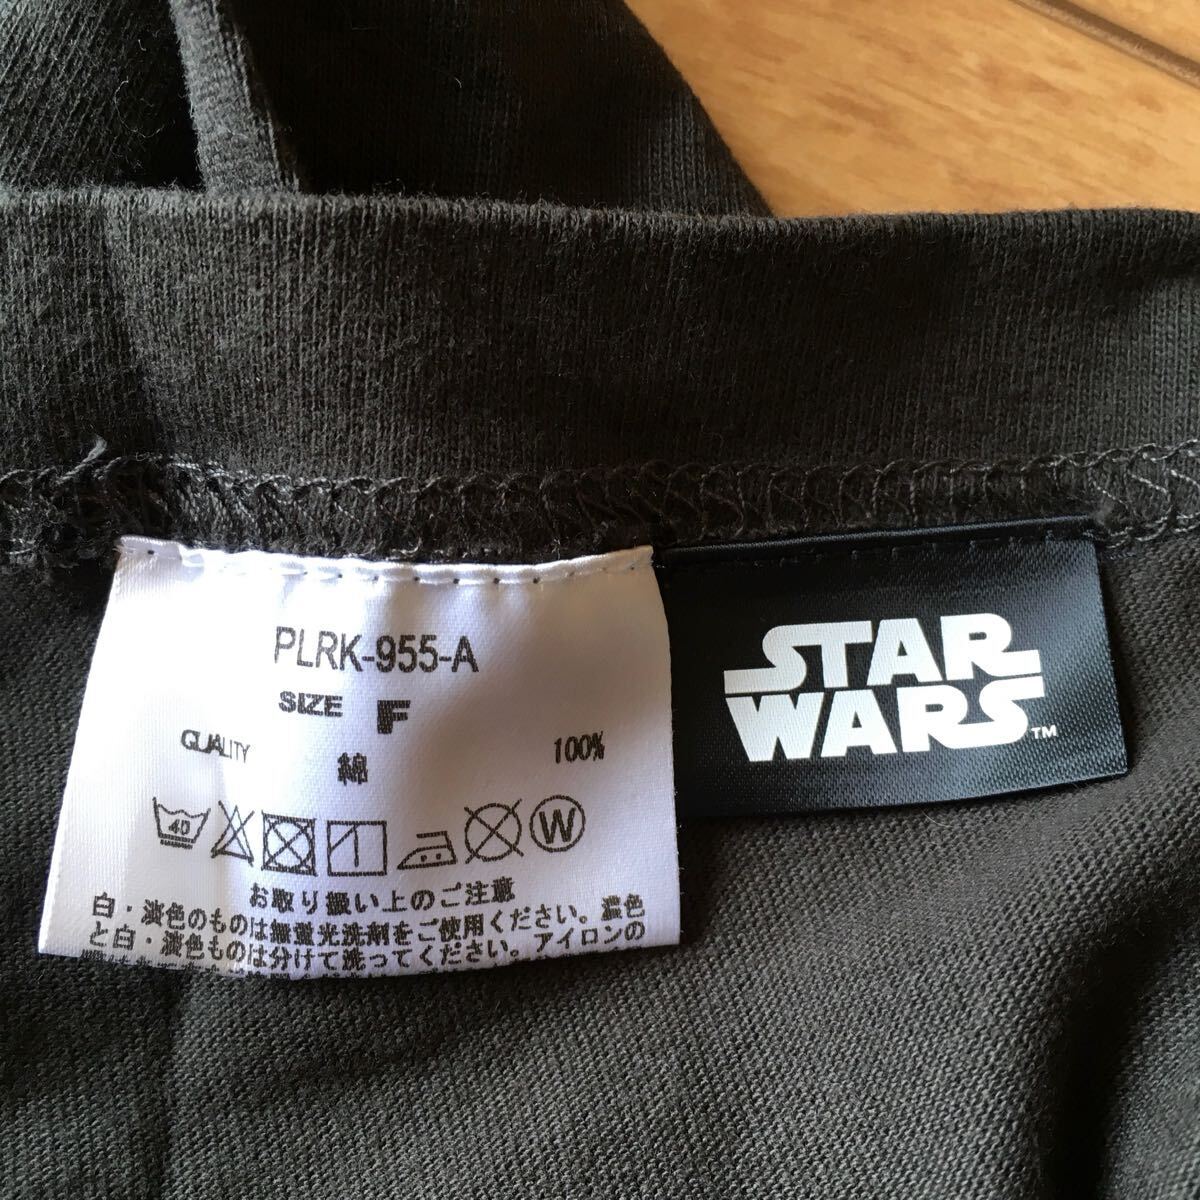 PLRK-955-A
SIZE F
QUALITY
綿 100%
40
W
お取り扱い上のご注意
白・淡色のものは無蛍光洗剤をご使用ください。濃色
と白・淡色ものは分けて洗ってください。アイロンの
STAR
WARS™